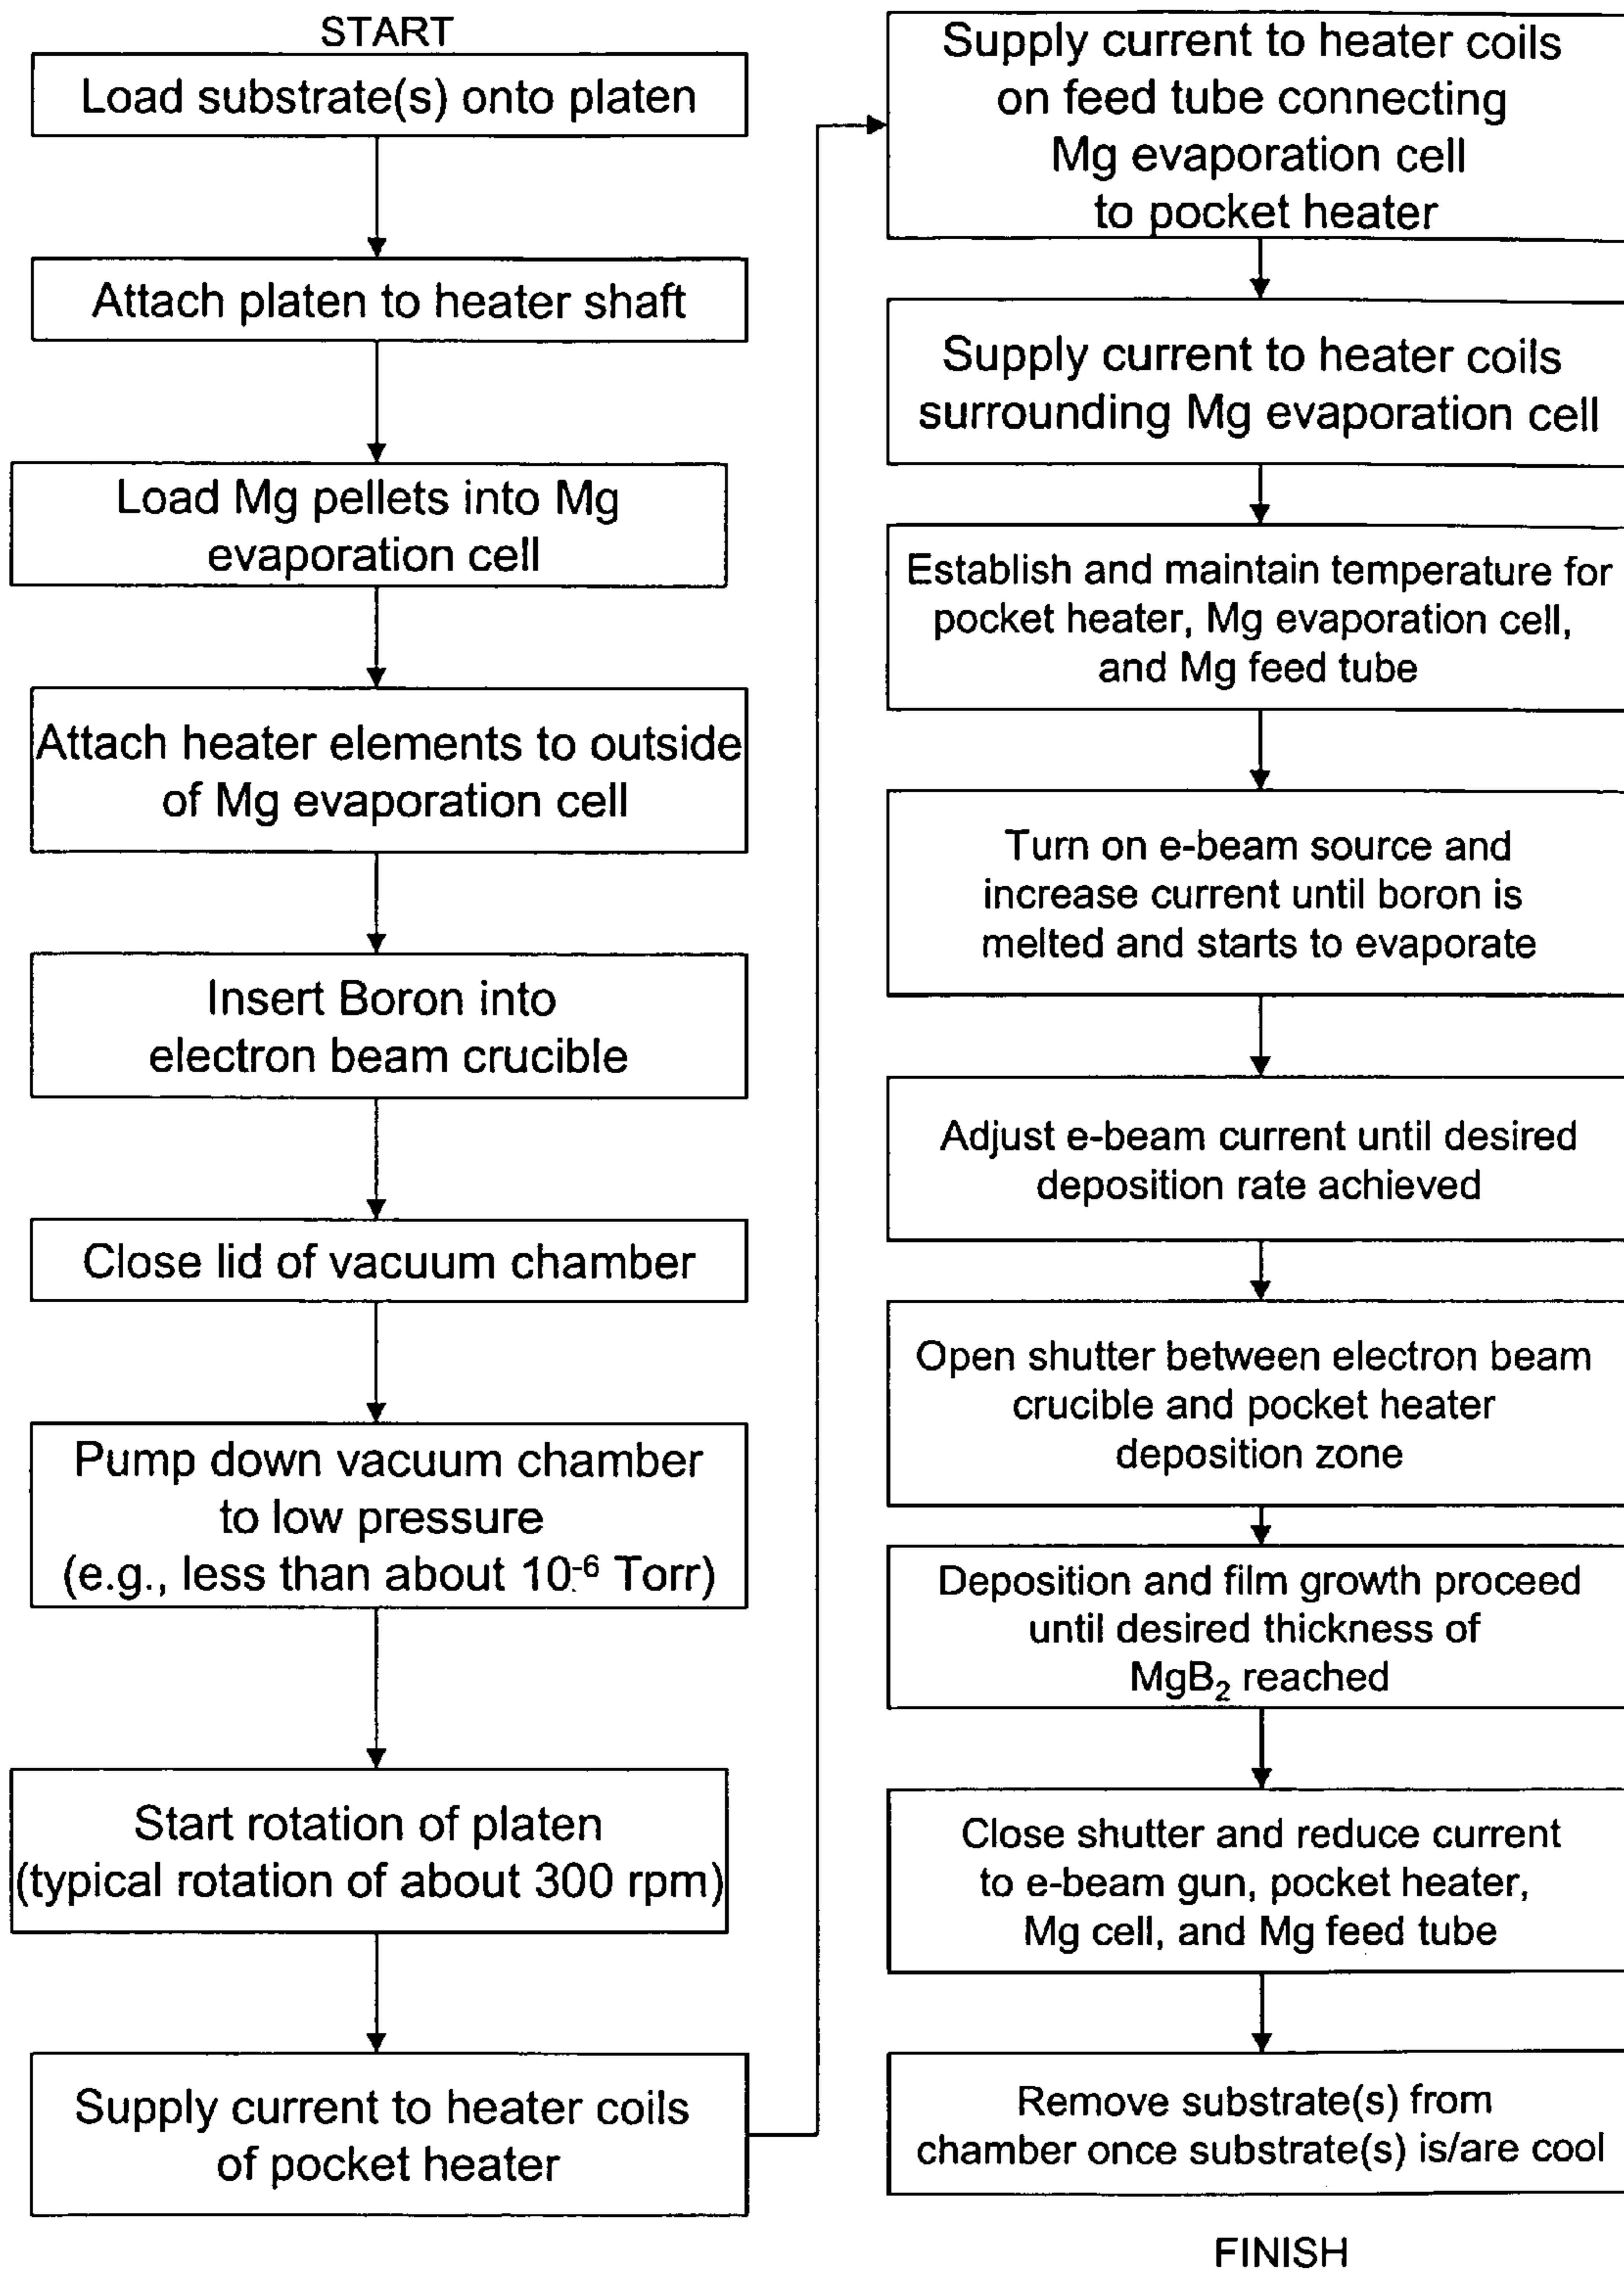 START
Load substrate(s) onto platen
Attach platen to heater shaft
Load Mg pellets into Mg
evaporation cell
Attach heater elements to outside
of Mg evaporation cell
Insert Boron into
electron beam crucible
Close lid of vacuum chamber
Pump down vacuum chamber
to low pressure
(e.g., less than about 10⁻⁶ Torr)
Start rotation of platen
(typical rotation of about 300 rpm)
Supply current to heater coils
of pocket heater
Supply current to heater coils
on feed tube connecting
Mg evaporation cell
to pocket heater
Supply current to heater coils
surrounding Mg evaporation cell
Establish and maintain temperature for
pocket heater, Mg evaporation cell,
and Mg feed tube
Turn on e-beam source and
increase current until boron is
melted and starts to evaporate
Adjust e-beam current until desired
deposition rate achieved
Open shutter between electron beam
crucible and pocket heater
deposition zone
Deposition and film growth proceed
until desired thickness of
MgB₂ reached
Close shutter and reduce current
to e-beam gun, pocket heater,
Mg cell, and Mg feed tube
Remove substrate(s) from
chamber once substrate(s) is/are cool
FINISH